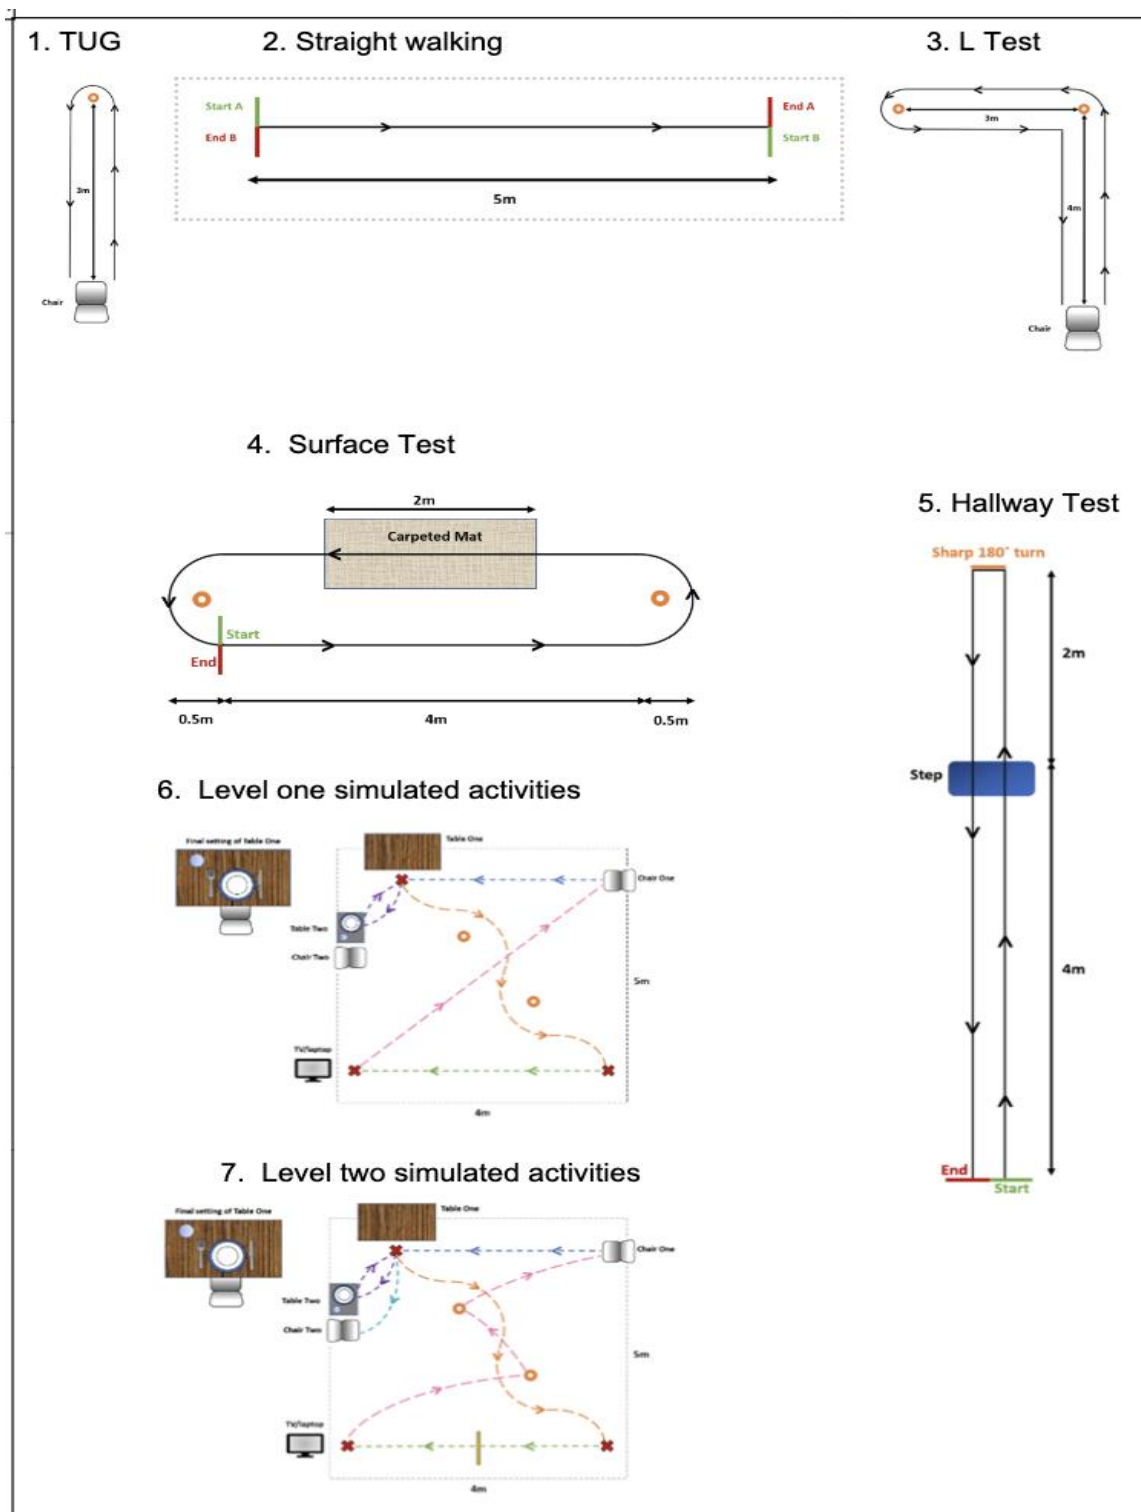 1. TUG
2. Straight walking
3. L Test
Start A
End A
End B
Start B
5m
3m
Chair
3m
4m
Chair
4. Surface Test
2m
Carpeted Mat
Start
End
0.5m
4m
0.5m
5. Hallway Test
Sharp 180° turn
2m
Step
4m
End
Start
6. Level one simulated activities
Final setting of Table One
Table One
Chair One
Table Two
Chair Two
5m
TV/laptop
4m
7. Level two simulated activities
Final setting of Table One
Table One
Chair One
Table Two
Chair Two
5m
TV/laptop
4m